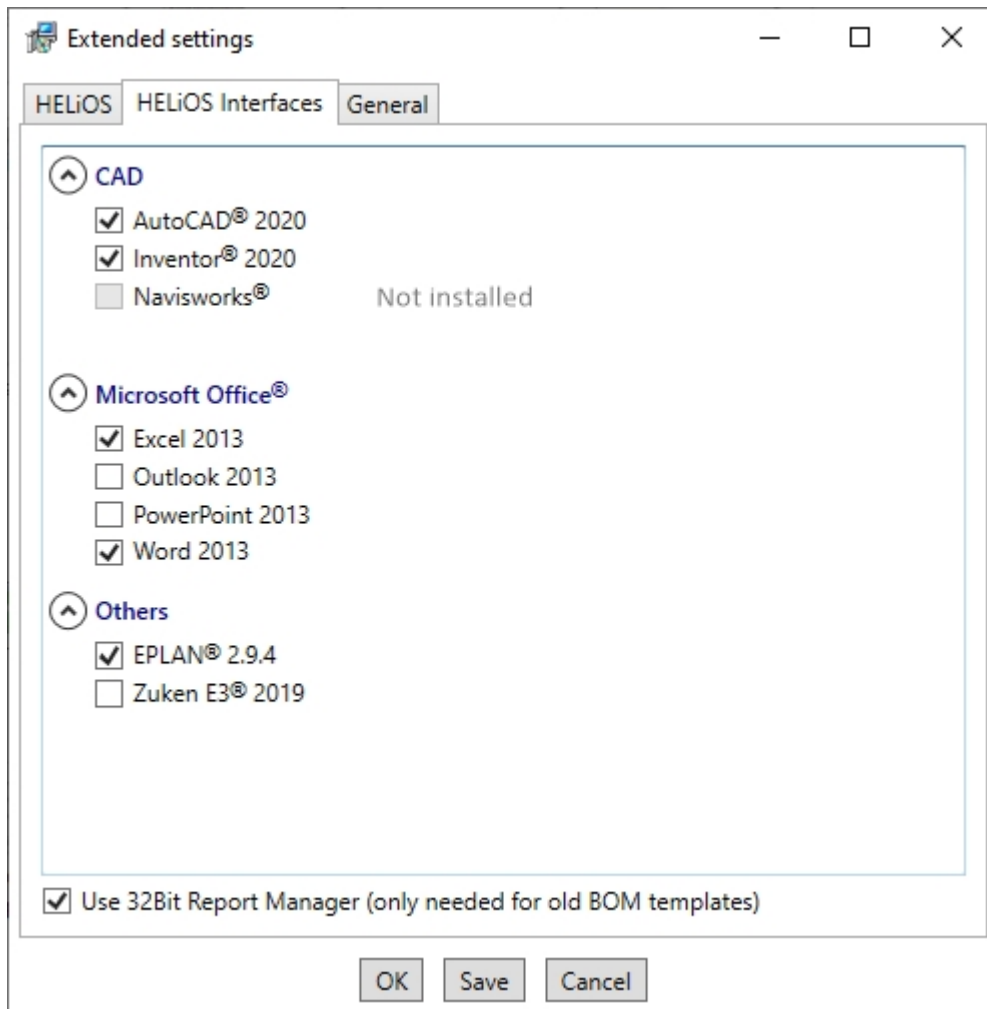 Extended settings
HELiOS HELiOS Interfaces General
CAD
AutoCAD® 2020
Inventor® 2020
Navisworks® Not installed
Microsoft Office®
Excel 2013
Outlook 2013
PowerPoint 2013
Word 2013
Others
EPLAN® 2.9.4
Zuken E3® 2019
Use 32Bit Report Manager (only needed for old BOM templates)
OK Save Cancel